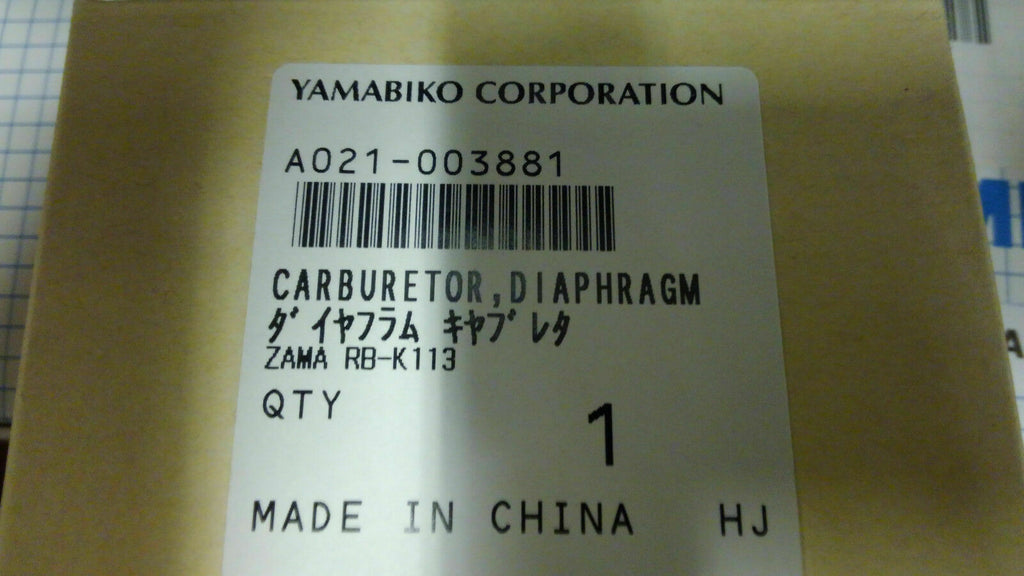 YAMABIKO CORPORATION
A021-003881
CARBURETOR,DIAPHRAGM
ダイヤフラム キャブレタ
ZAMA RB-K113
QTY 1
MADE IN CHINA HJ